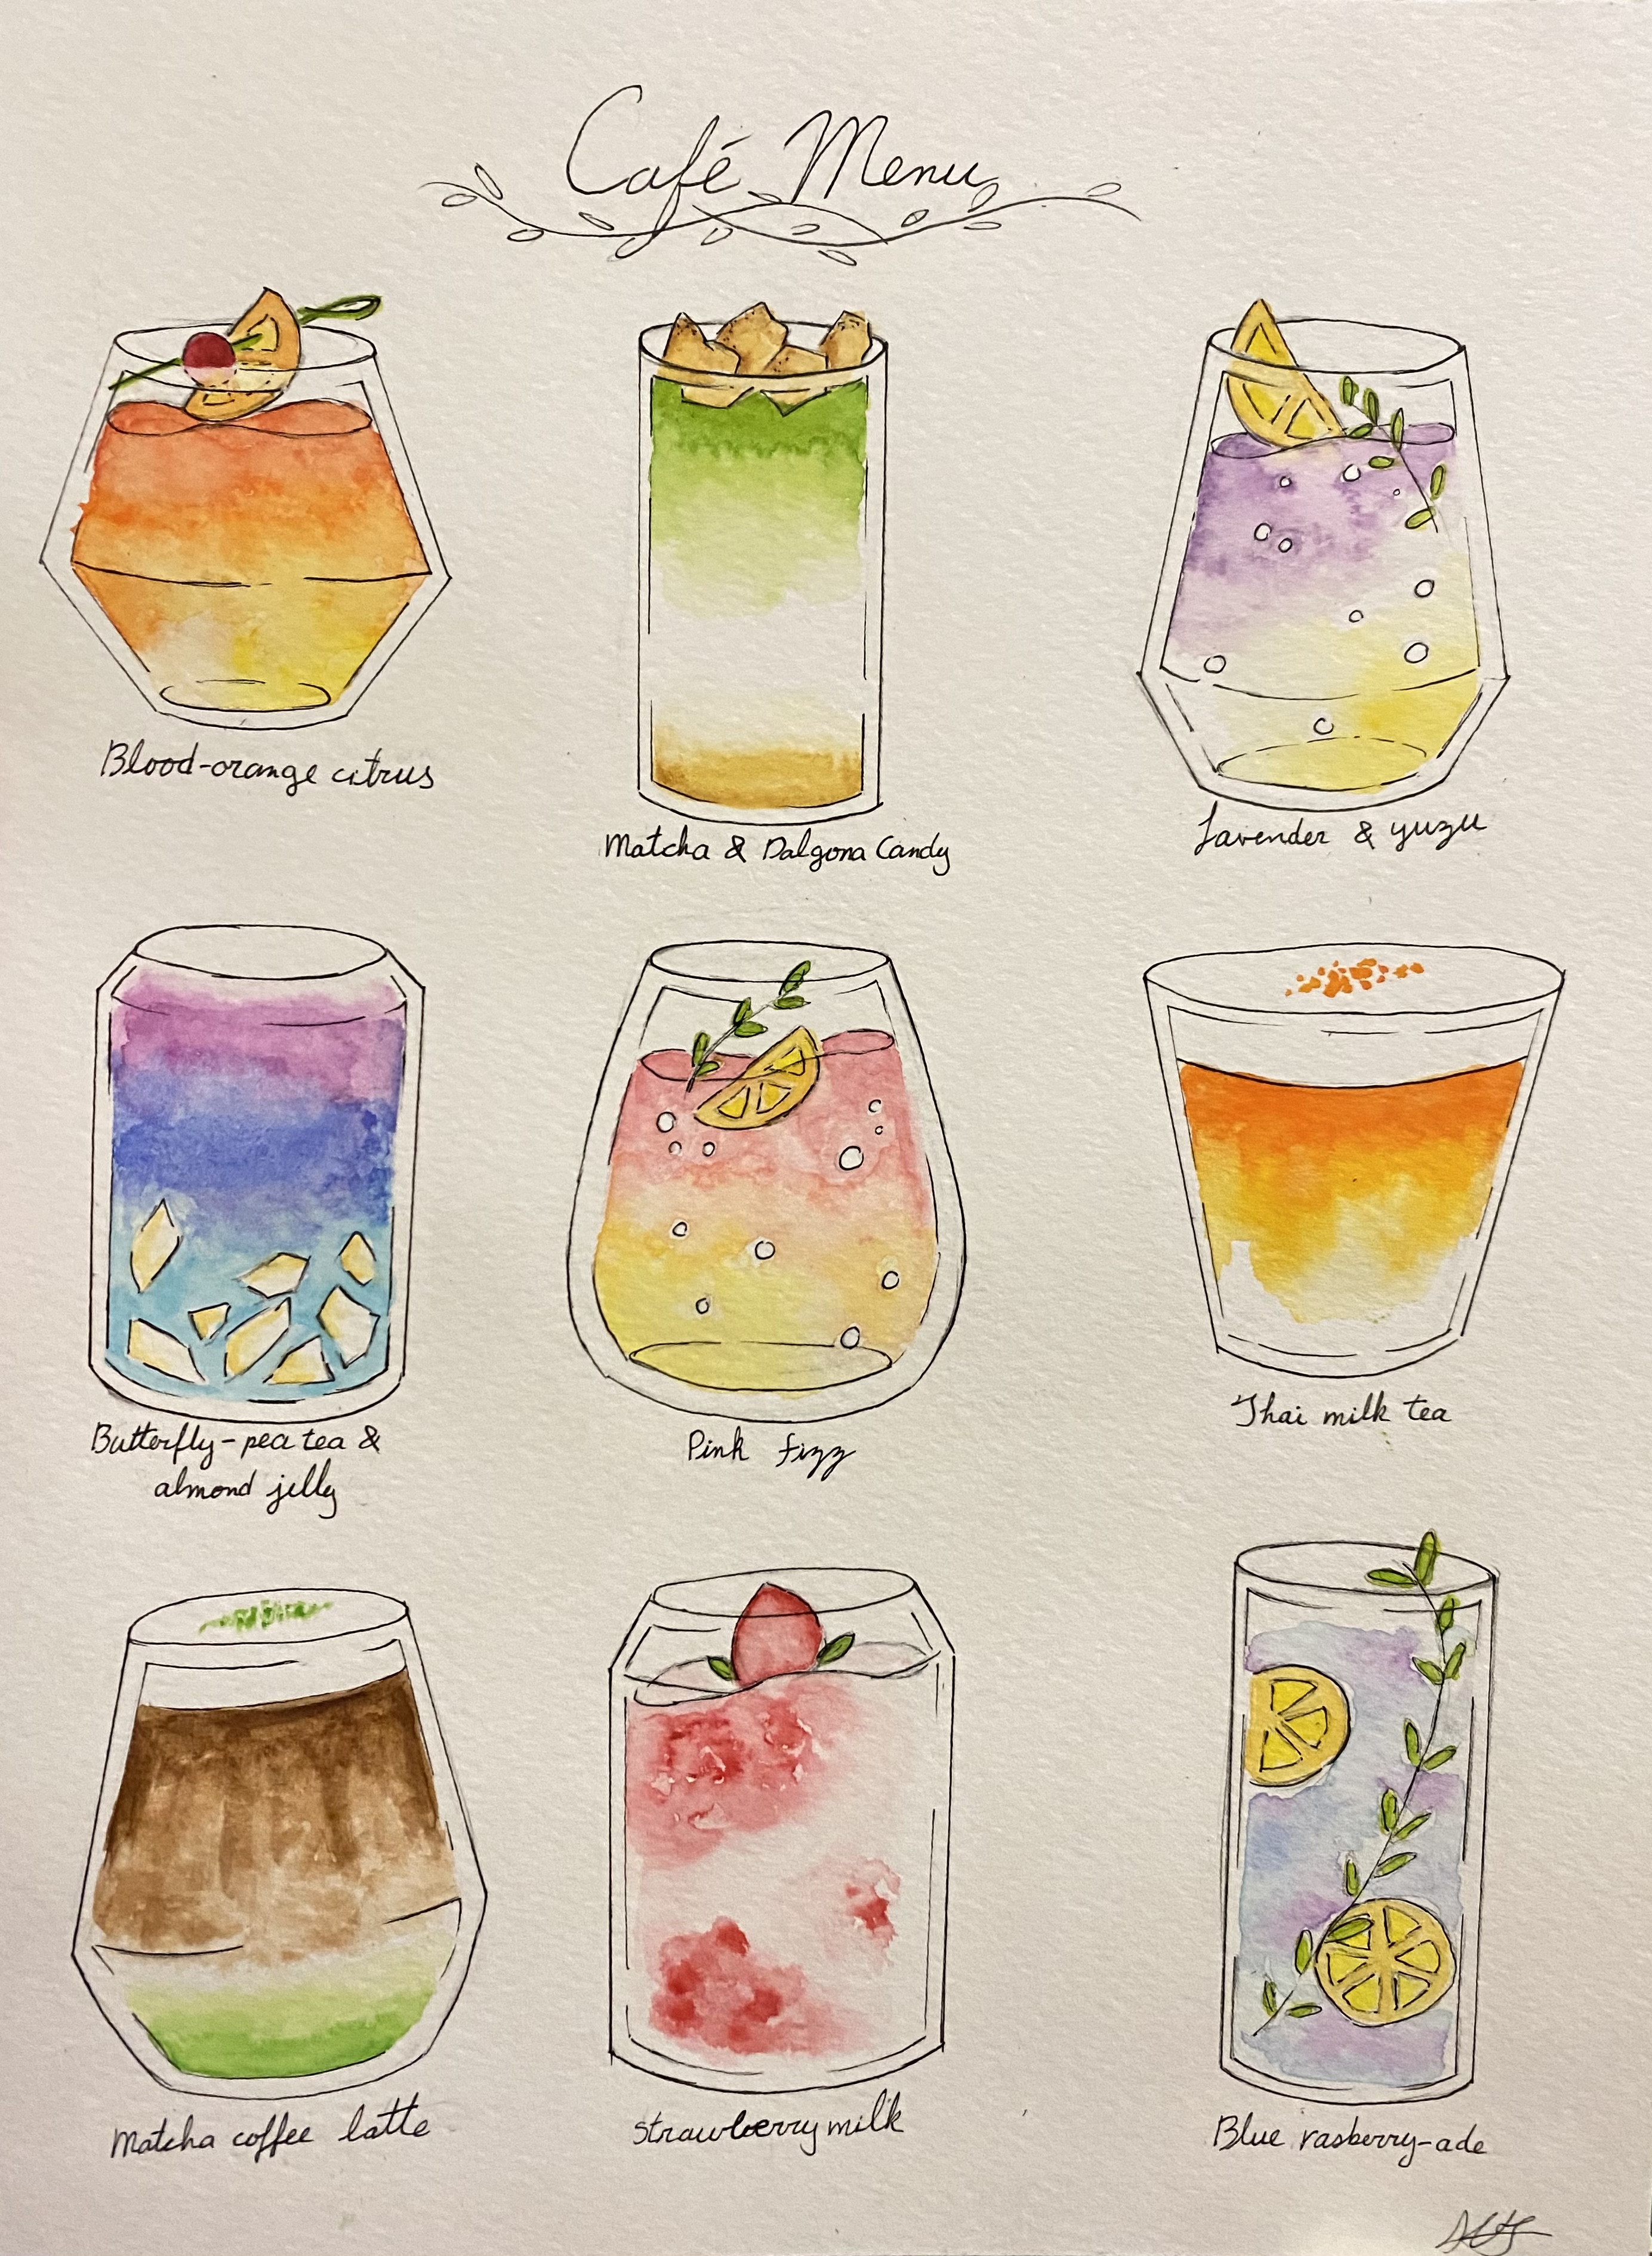 Café Menu
Blood-orange citrus
Matcha & Dalgona Candy
Lavender & yuzu
Butterfly-pea tea &
almond jelly
Pink fizz
Thai milk tea
Matcha coffee latte
Strawberry milk
Blue rasberry-ade